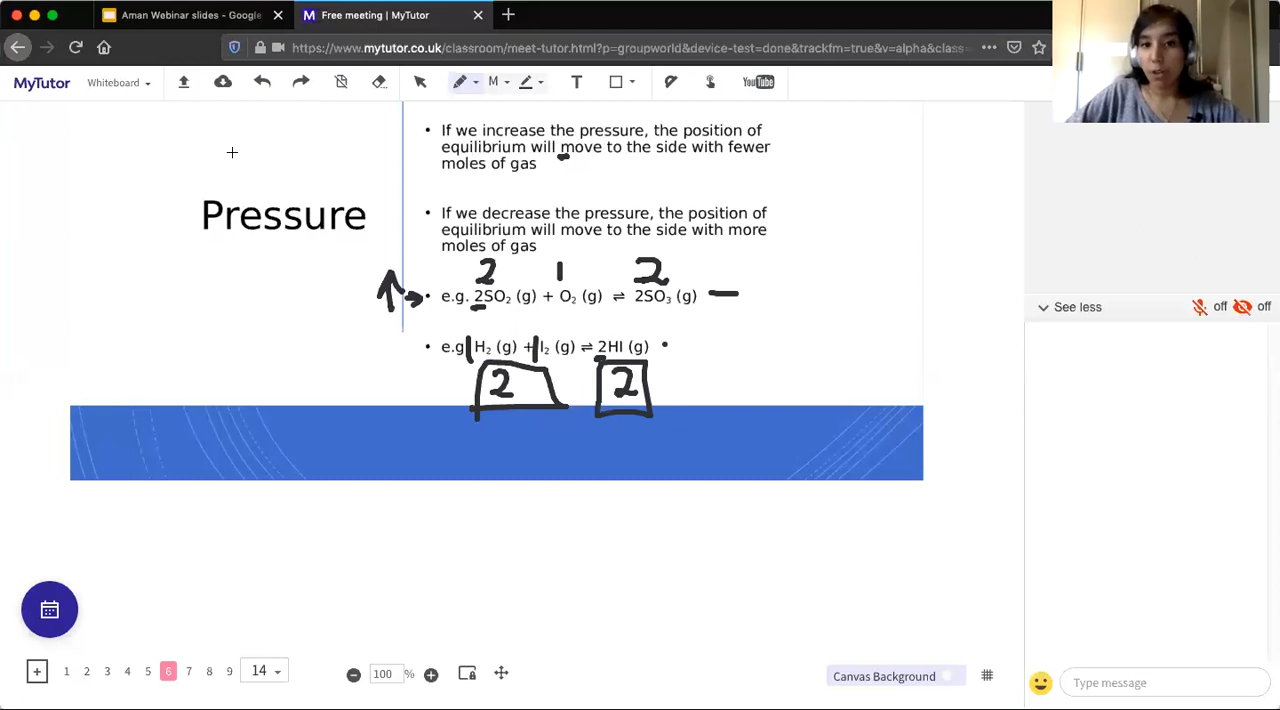 Aman Webinar slides - Google
Free meeting | MyTutor
https://www.mytutor.co.uk/classroom/meet-tutor.html?p=groupworld&device-test=done&trackfm=true&v=alpha&class=
MyTutor
Whiteboard
M
T
YouTube
Pressure
• If we increase the pressure, the position of
equilibrium will move to the side with fewer
moles of gas
• If we decrease the pressure, the position of
equilibrium will move to the side with more
moles of gas
2 1 2
• e.g. 2SO₂ (g) + O₂ (g) ⇌ 2SO₃ (g)
• e.g H₂ (g) + I₂ (g) ⇌ 2HI (g)
2 2
See less
off
off
1 2 3 4 5 6 7 8 9 14
100 %
Canvas Background
Type message